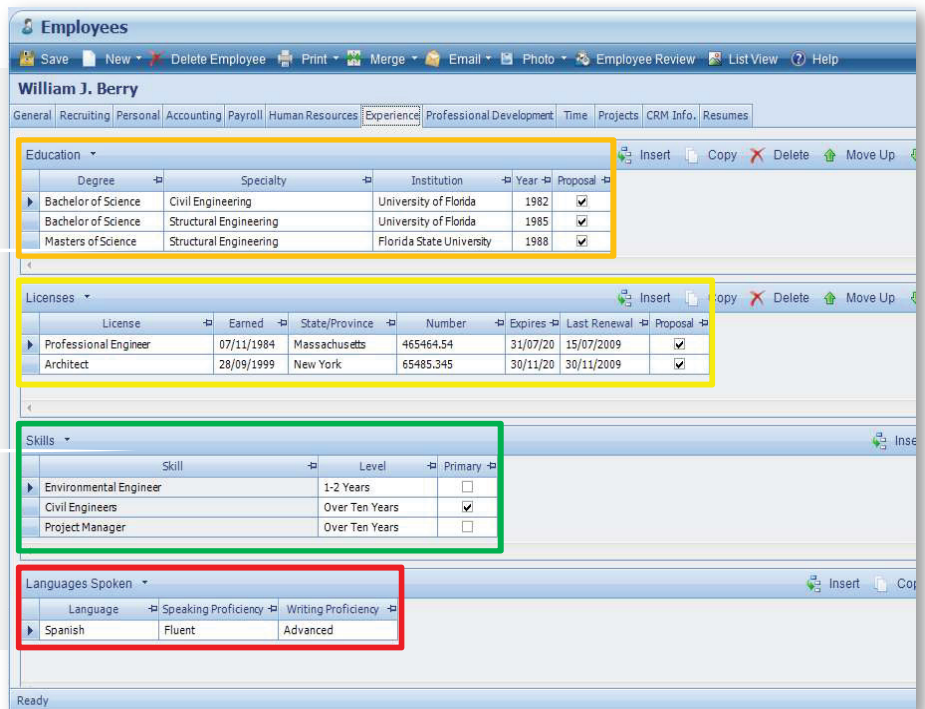 Employees
Save New Delete Employee Print Merge Email Photo Employee Review List View Help
William J. Berry
General Recruiting Personal Accounting Payroll Human Resources Experience Professional Development Time Projects CRM Info. Resumes
Education Insert Copy Delete Move Up
Degree Specialty Institution Year Proposal
Bachelor of Science Civil Engineering University of Florida 1982
Bachelor of Science Structural Engineering University of Florida 1985
Masters of Science Structural Engineering Florida State University 1988
Licenses Insert Copy Delete Move Up
License Earned State/Province Number Expires Last Renewal Proposal
Professional Engineer 07/11/1984 Massachusetts 465464.54 31/07/20 15/07/2009
Architect 28/09/1999 New York 65485.345 30/11/20 30/11/2009
Skills Inse
Skill Level Primary
Environmental Engineer 1-2 Years
Civil Engineers Over Ten Years
Project Manager Over Ten Years
Languages Spoken Insert Cop
Language Speaking Proficiency Writing Proficiency
Spanish Fluent Advanced
Ready